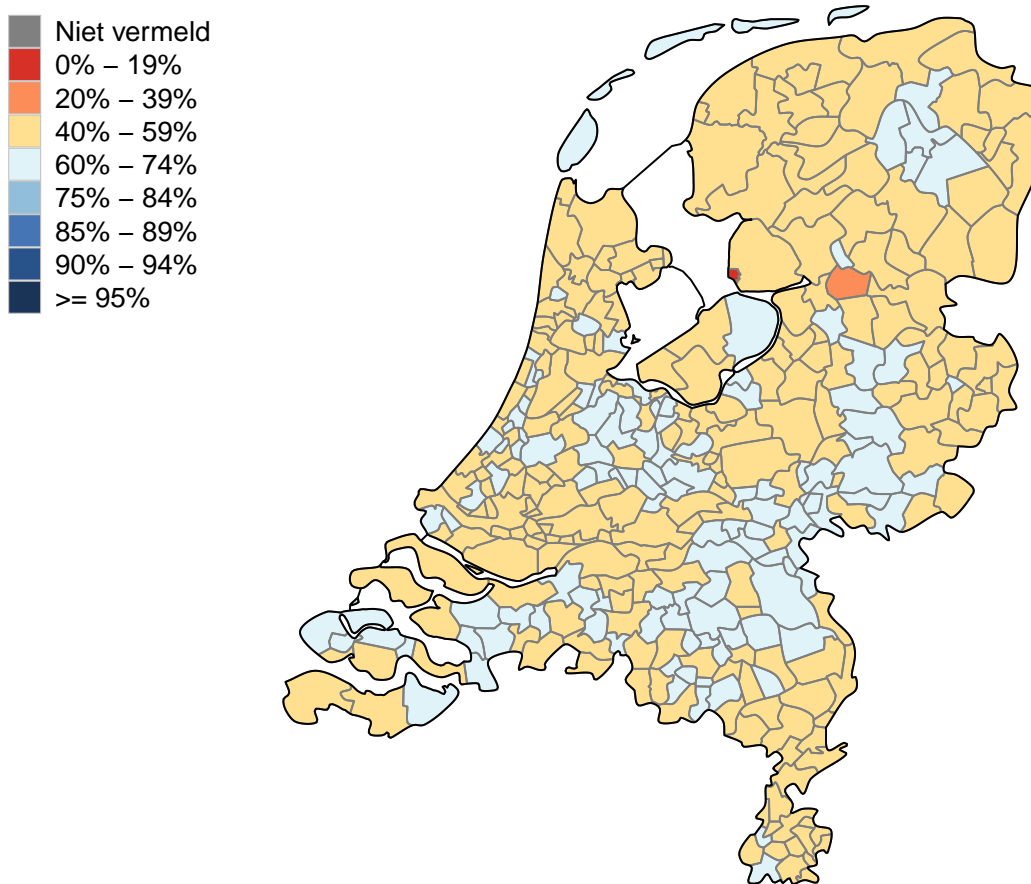 Niet vermeld
0% – 19%
20% – 39%
40% – 59%
60% – 74%
75% – 84%
85% – 89%
90% – 94%
>= 95%